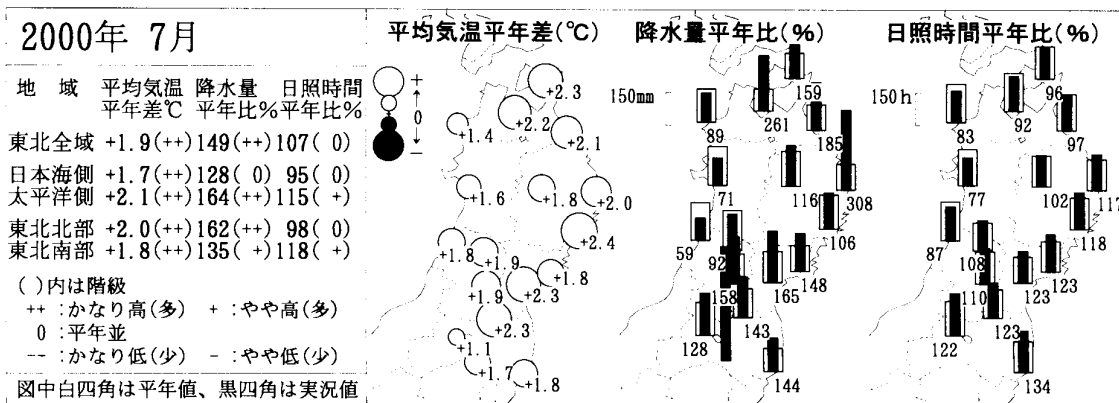 2000年 7月
地 域 平均気温 降水量 日照時間
平年差℃ 平年比% 平年比%
東北全域 +1.9(++) 149(++) 107( 0)
日本海側 +1.7(++) 128( 0) 95( 0)
太平洋側 +2.1(++) 164(++) 115( +)
東北北部 +2.0(++) 162(++) 98( 0)
東北南部 +1.8(++) 135( +) 118( +)
( )内は階級
++ :かなり高(多) + :やや高(多)
0 :平年並
-- :かなり低(少) - :やや低(少)
図中白四角は平年値、黒四角は実況値
平均気温平年差(℃)
+
0
-
+2.3
+2.2
+1.4
+2.1
+1.6
+1.8
+2.0
+2.4
+1.8
+1.9
+1.8
+1.9
+2.3
+2.3
+1.1
+1.7
+1.8
降水量平年比(%)
150mm
159
89
261
185
71
116
308
106
59
92
148
158
165
143
128
144
日照時間平年比(%)
150h
96
83
92
97
77
102
117
118
87
108
123
110
123
123
122
134